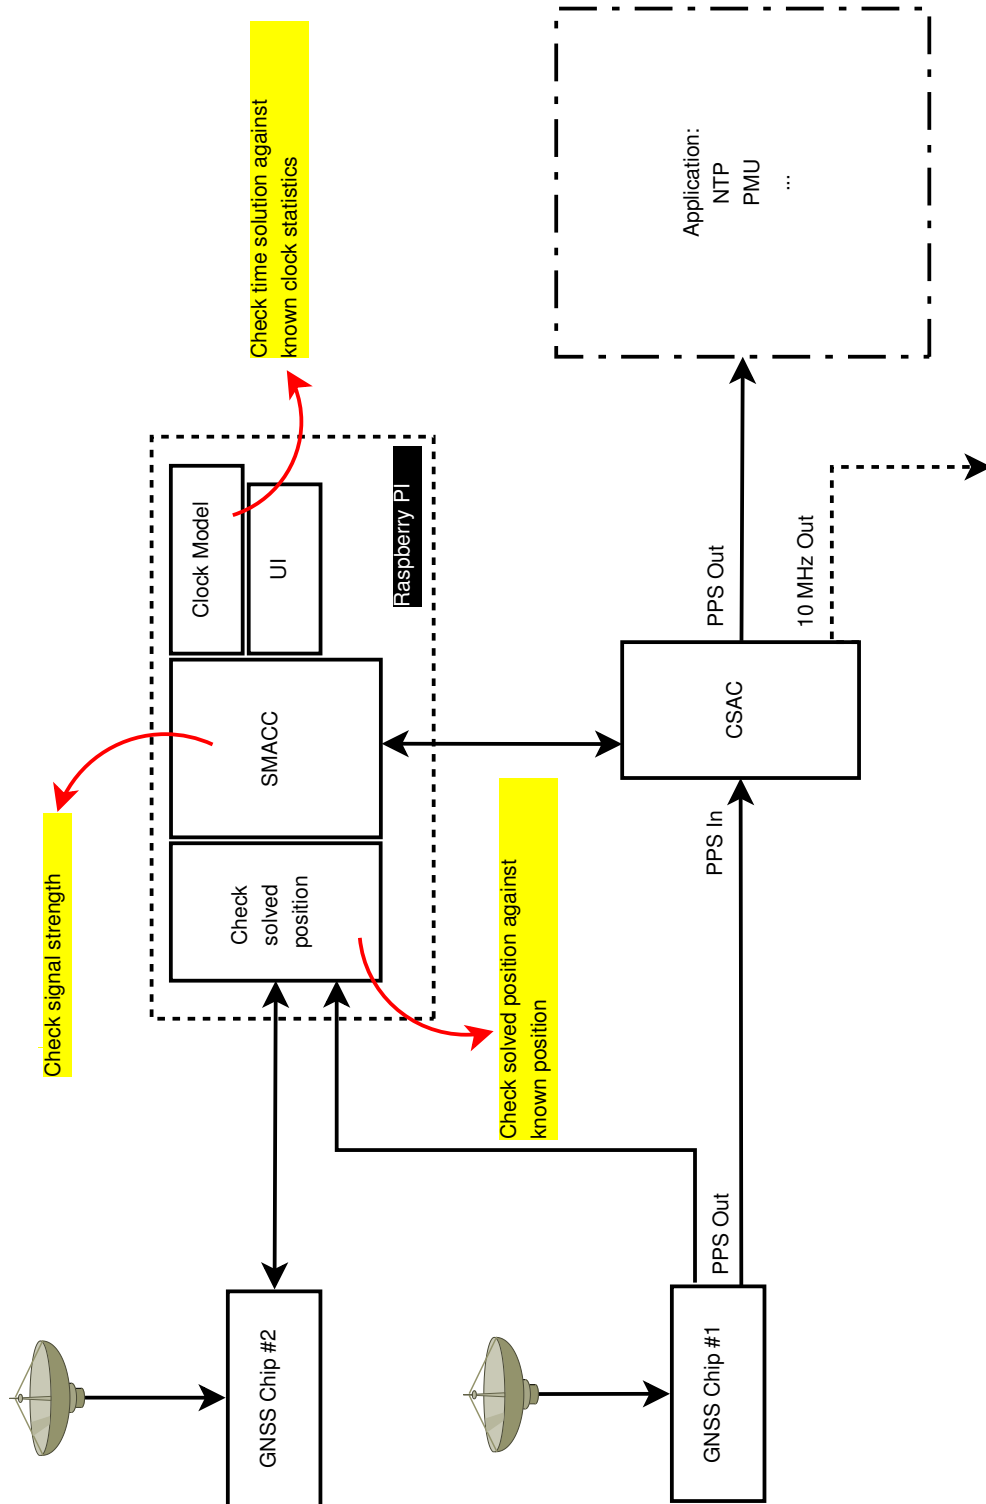 Check signal strength
Check time solution against
known clock statistics
GNSS Chip #2
Check
solved
position
SMACC
Clock Model
UI
Raspberry PI
Check solved position against
known position
GNSS Chip #1
PPS Out
PPS In
CSAC
PPS Out
10 MHz Out
Application:
NTP
PMU
...